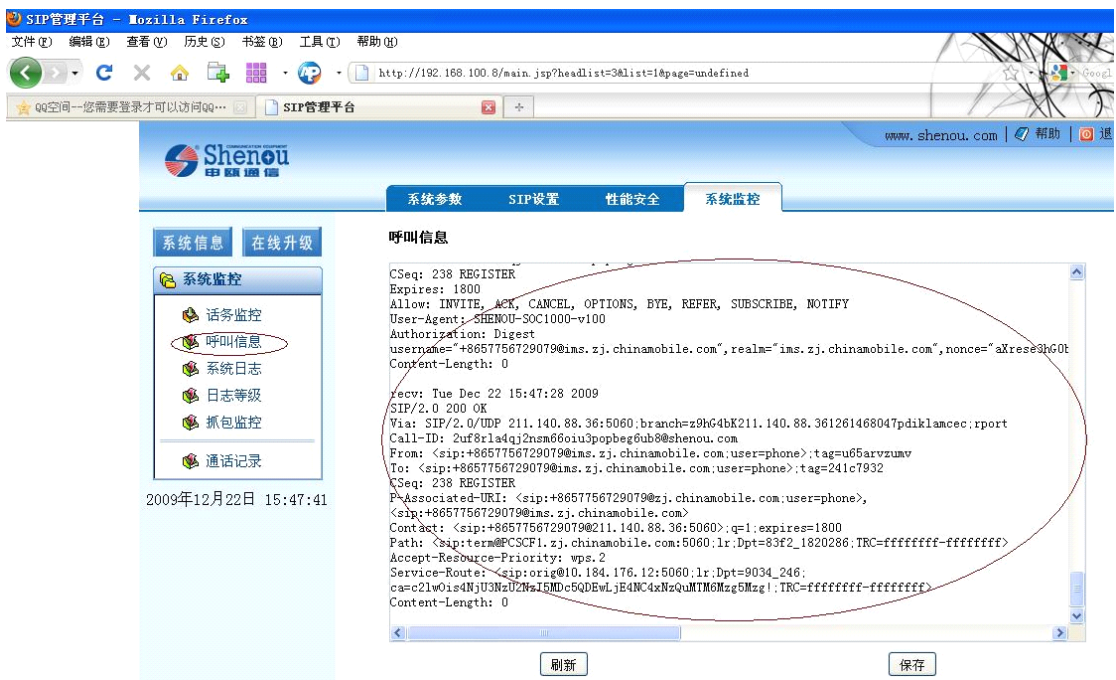 SIP管理平台 - Mozilla Firefox
文件(F) 编辑(E) 查看(V) 历史(S) 书签(B) 工具(T) 帮助(H)
http://192.168.100.8/main.jsp?headlist=3&list=1&page=undefined
Googl
QQ空间--您需要登录才可以访问QQ…
SIP管理平台
www.shenou.com | 帮助 | 退
Shenou
申瓯通信
系统参数 SIP设置 性能安全 系统监控
系统信息 在线升级
系统监控
话务监控
呼叫信息
系统日志
日志等级
抓包监控
通话记录
2009年12月22日 15:47:41
呼叫信息
CSeq: 238 REGISTER
Expires: 1800
Allow: INVITE, ACK, CANCEL, OPTIONS, BYE, REFER, SUBSCRIBE, NOTIFY
User-Agent: SHENOU-SOC1000-v100
Authorization: Digest
username="+8657756729079@ims.zj.chinamobile.com",realm="ims.zj.chinamobile.com",nonce="aXrese3hG0b
Content-Length: 0
recv: Tue Dec 22 15:47:28 2009
SIP/2.0 200 OK
Via: SIP/2.0/UDP 211.140.88.36:5060;branch=z9hG4bK211.140.88.361261468047pdiklamcec;rport
Call-ID: 2uf8rla4qj2nsm66oiu3popbeg6ub8@shenou.com
From: <sip:+8657756729079@ims.zj.chinamobile.com;user=phone>;tag=u65arvzumv
To: <sip:+8657756729079@ims.zj.chinamobile.com;user=phone>;tag=241c7932
CSeq: 238 REGISTER
P-Associated-URI: <sip:+8657756729079@zj.chinamobile.com;user=phone>,
<sip:+8657756729079@ims.zj.chinamobile.com>
Contact: <sip:+8657756729079@211.140.88.36:5060>;q=1;expires=1800
Path: <sip:term@PCSCF1.zj.chinamobile.com:5060;lr;Dpt=83f2_1820286;TRC=ffffffff-ffffffff>
Accept-Resource-Priority: wps.2
Service-Route: <sip:orig@10.184.176.12:5060;lr;Dpt=9034_246;
ca=c2lwOis4NjU3NzU2NzI5MDc5QDEwLjE4NC4xNzQuMTM6Mzg5Mzg!;TRC=ffffffff-ffffffff>
Content-Length: 0
刷新 保存